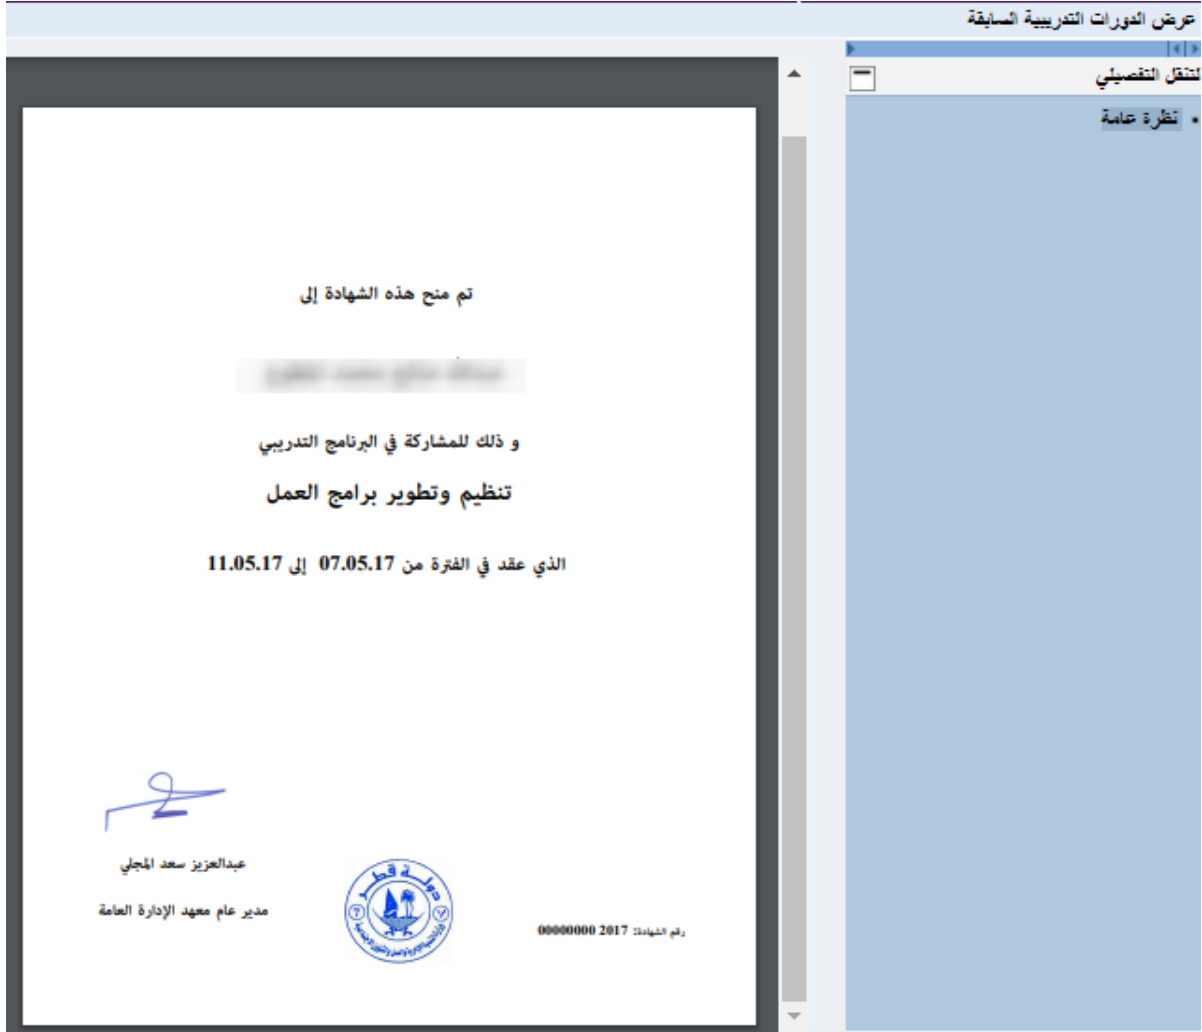 عرض الدورات التدريبية السابقة
لتنقل التفصيلي
نظرة عامة
تم منح هذه الشهادة إلى
و ذلك للمشاركة في البرنامج التدريبي
تنظيم وتطوير برامج العمل
الذي عقد في الفترة من 07.05.17 إلى 11.05.17
عبدالعزيز سعد المجلي
مدير عام معهد الإدارة العامة
دولة قطر
رقم الشهادة: 2017 00000000